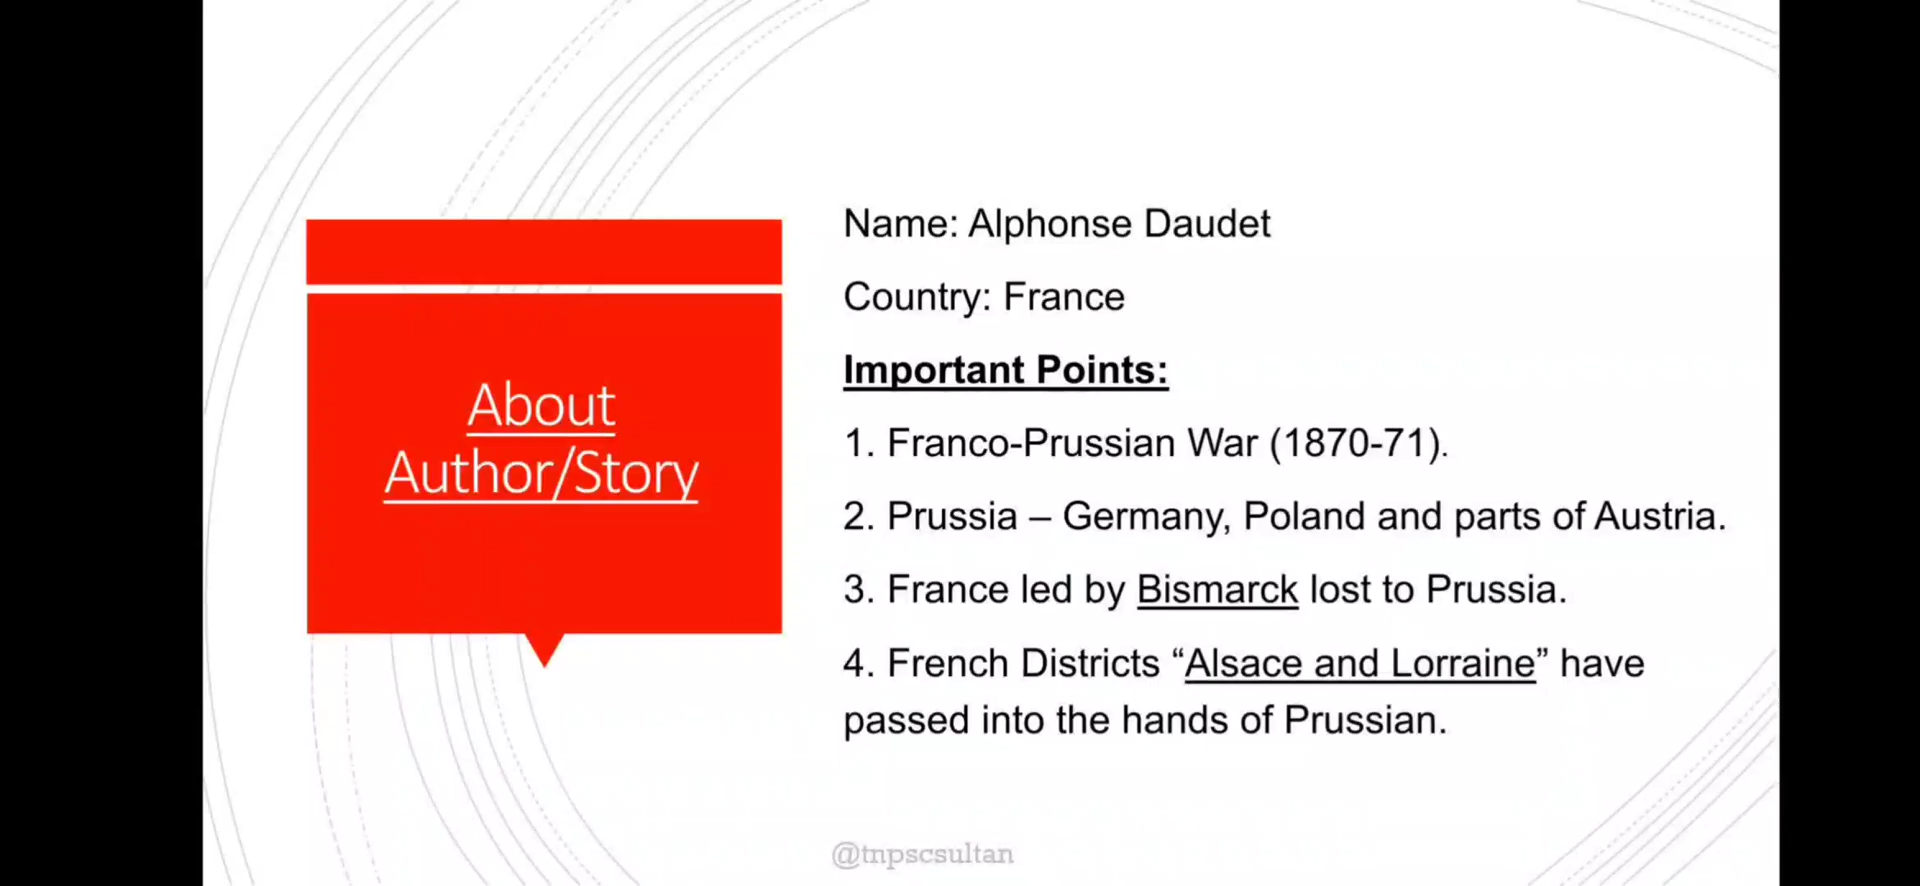 About
Author/Story
Name: Alphonse Daudet
Country: France
Important Points:
1. Franco-Prussian War (1870-71).
2. Prussia – Germany, Poland and parts of Austria.
3. France led by Bismarck lost to Prussia.
4. French Districts “Alsace and Lorraine” have
passed into the hands of Prussian.
@tnpscsultan